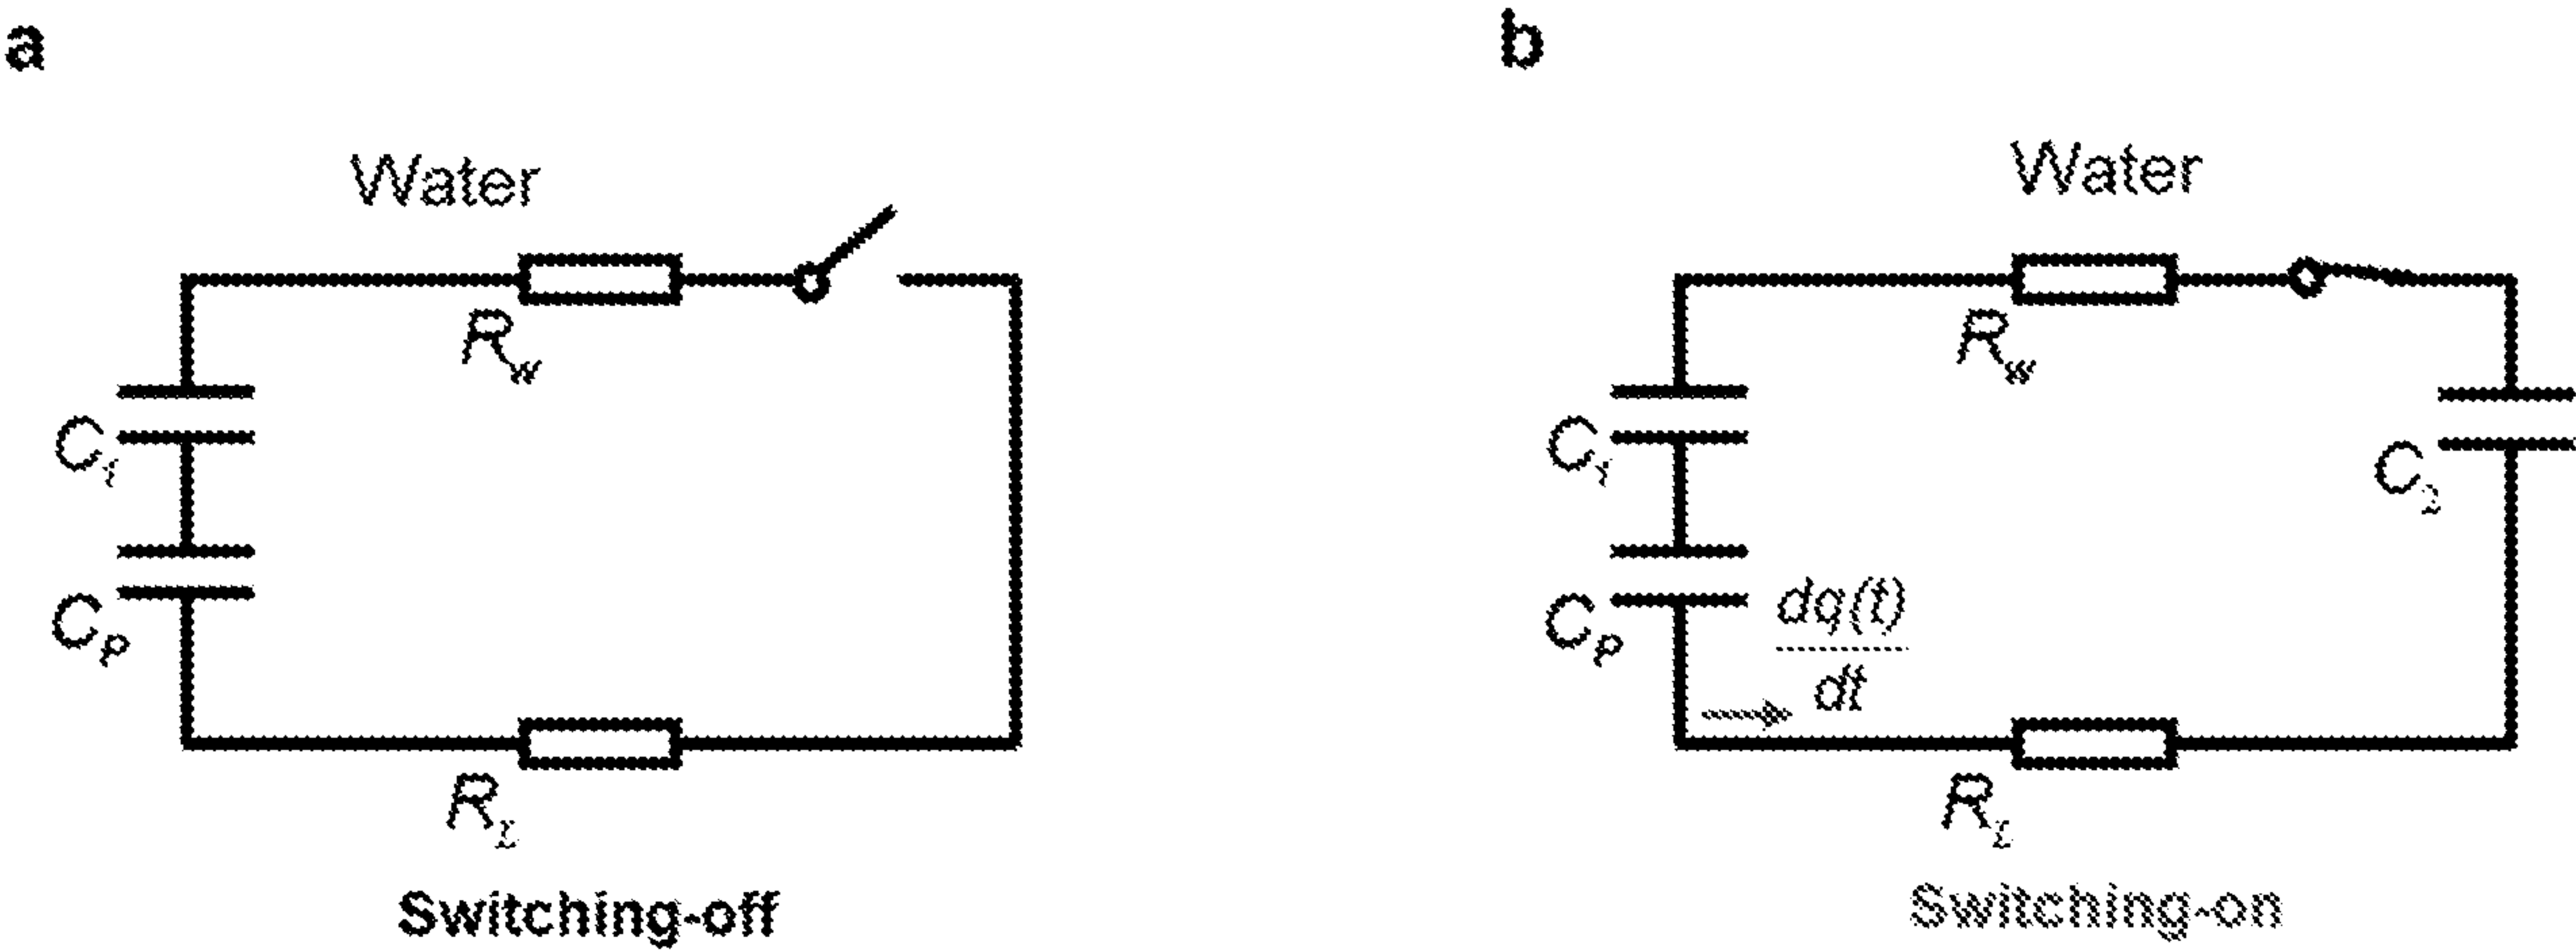 a
Water
R_w
C_1
C_P
R_L
Switching-off
b
Water
R_w
C_1
C_2
C_P
dq(t)
dt
R_L
Switching-on